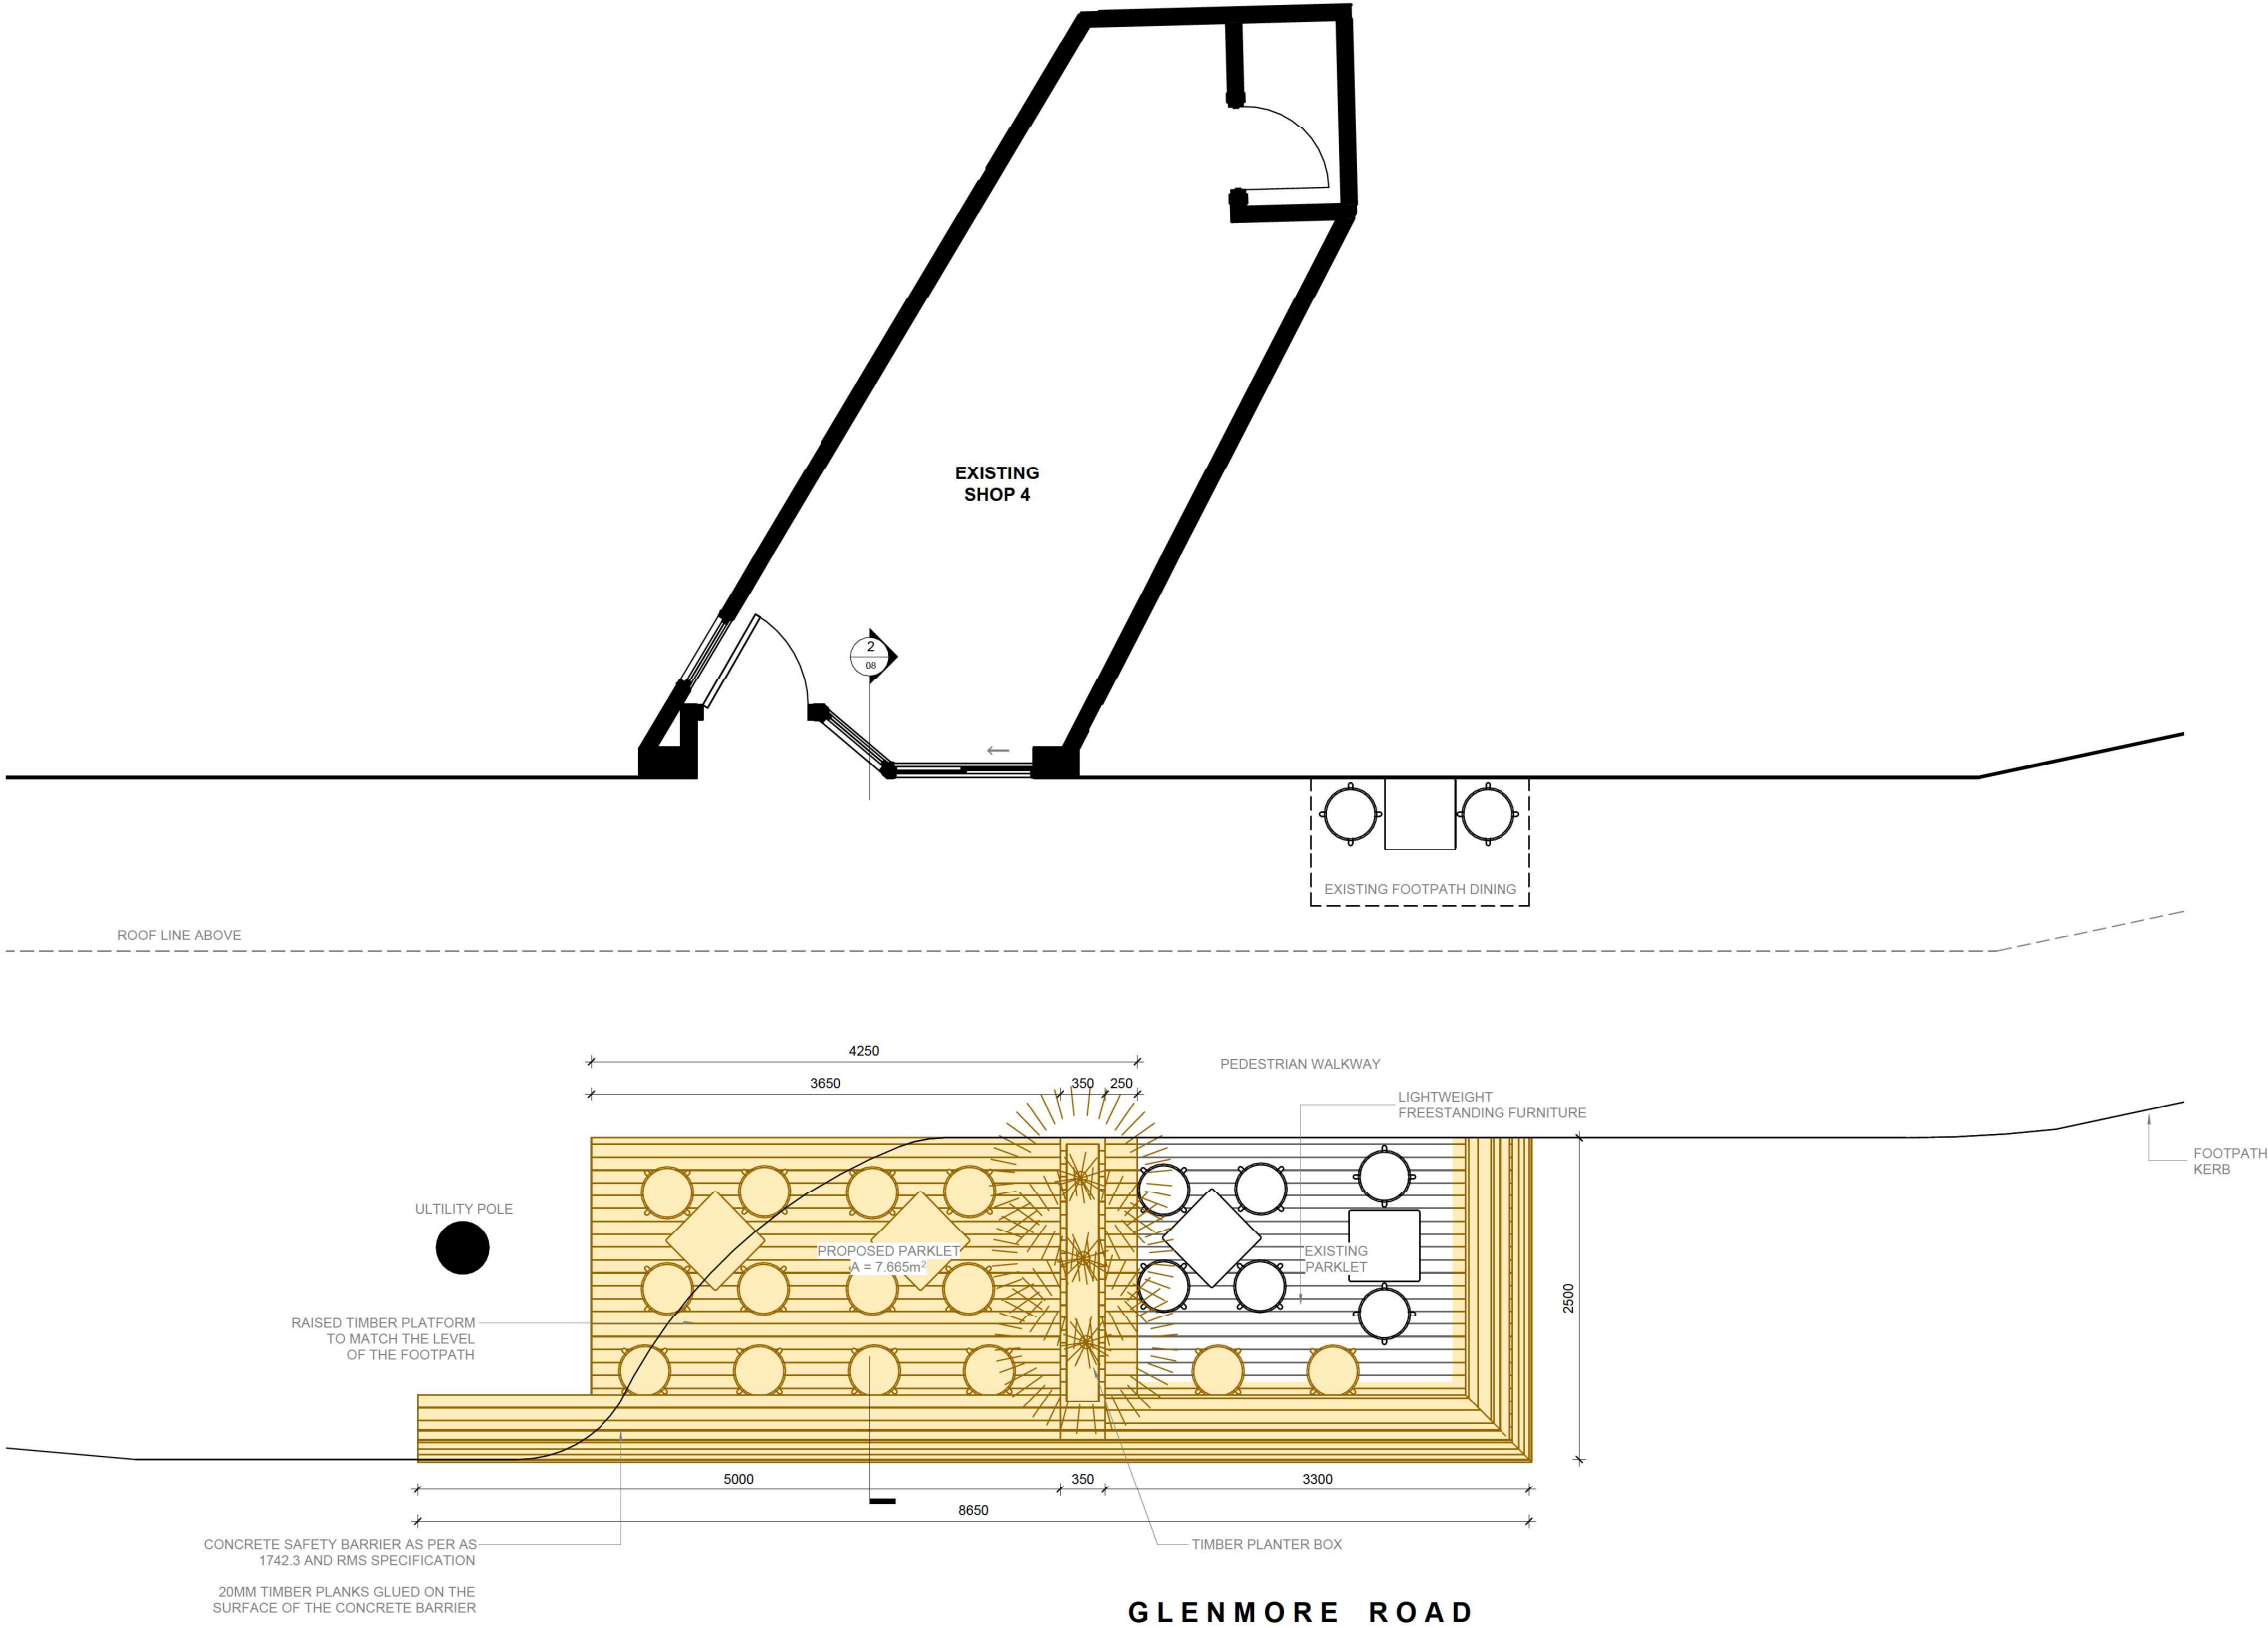 EXISTING
SHOP 4
2
08
EXISTING FOOTPATH DINING
ROOF LINE ABOVE
4250
PEDESTRIAN WALKWAY
3650
350
250
LIGHTWEIGHT
FREESTANDING FURNITURE
FOOTPATH
KERB
ULTILITY POLE
PROPOSED PARKLET
A = 7.665m²
EXISTING
PARKLET
2500
RAISED TIMBER PLATFORM
TO MATCH THE LEVEL
OF THE FOOTPATH
5000
350
3300
8650
CONCRETE SAFETY BARRIER AS PER AS
1742.3 AND RMS SPECIFICATION
TIMBER PLANTER BOX
20MM TIMBER PLANKS GLUED ON THE
SURFACE OF THE CONCRETE BARRIER
GLENMORE ROAD